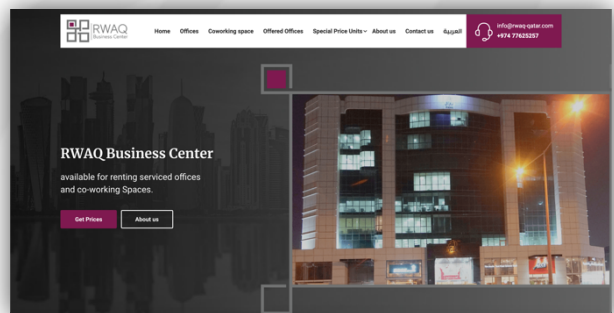 RWAQ
Business Center
Home
Offices
Coworking space
Offered Offices
Special Price Units
About us
Contact us
العربية
info@rwaq-qatar.com
+974 77625257
RWAQ Business Center
available for renting serviced offices
and co-working Spaces.
Get Prices
About us